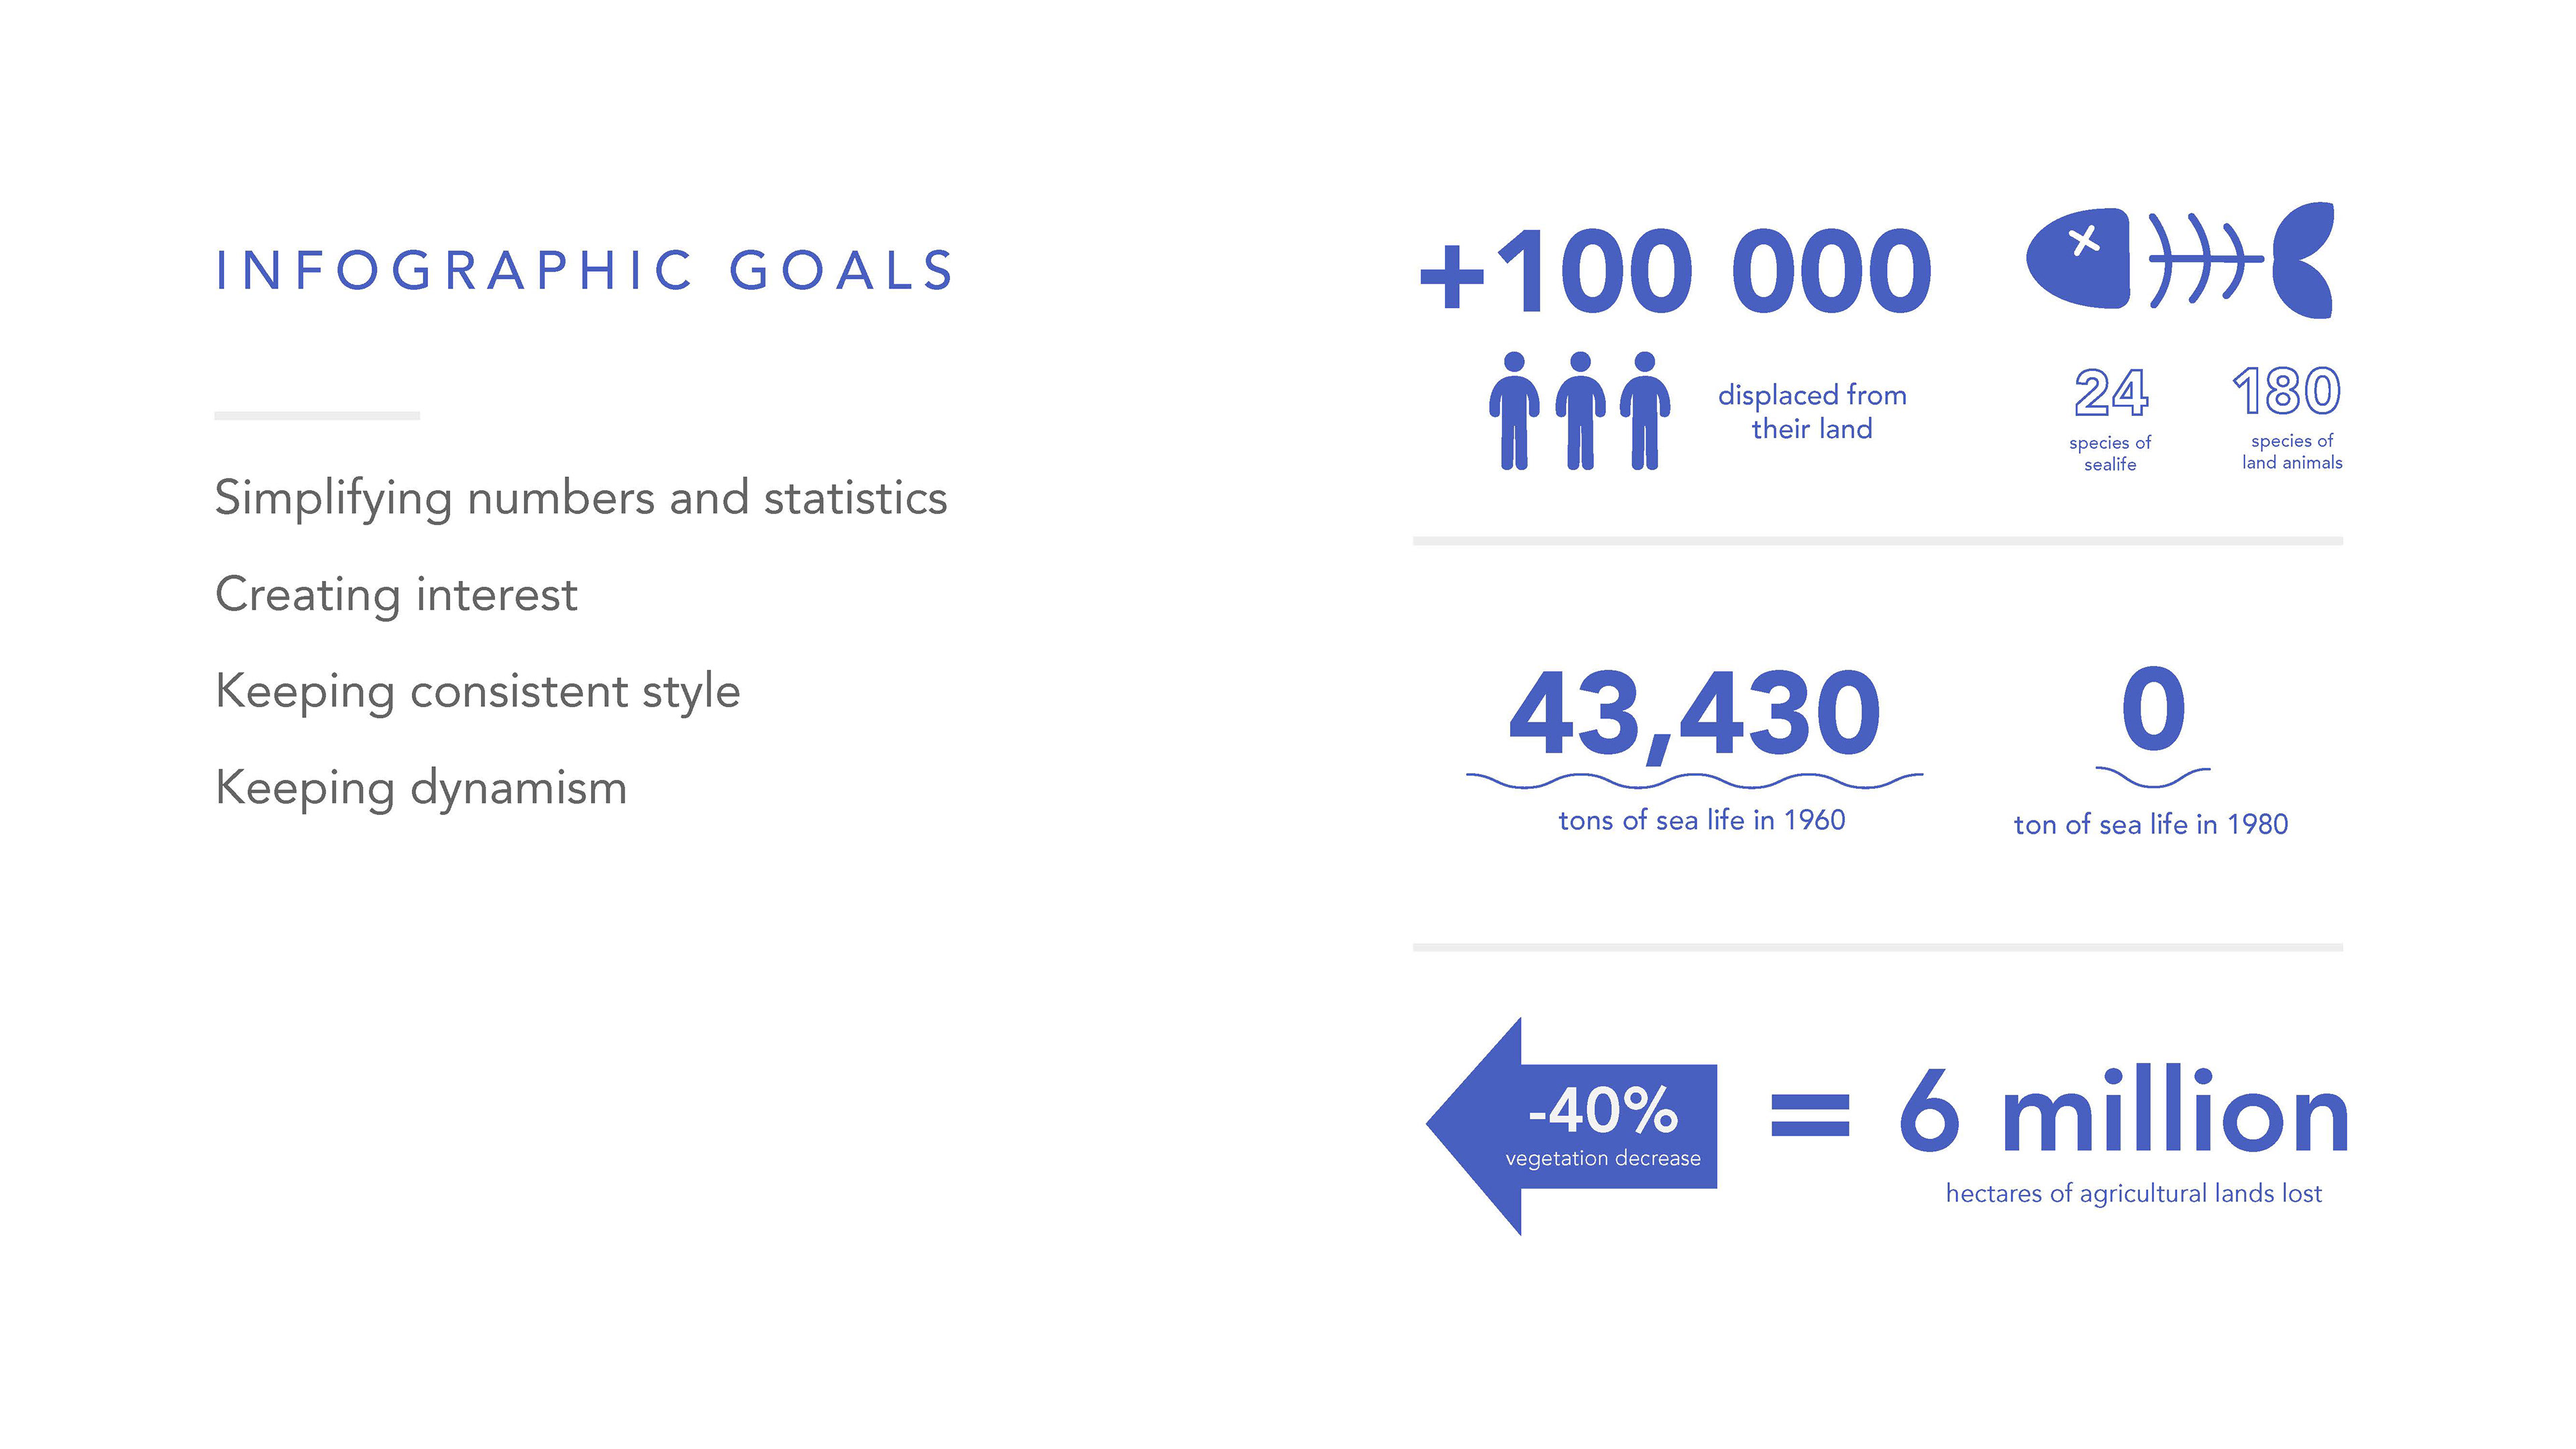 INFOGRAPHIC GOALS
Simplifying numbers and statistics
Creating interest
Keeping consistent style
Keeping dynamism
+100 000
displaced from
their land
24
species of
sealife
180
species of
land animals
43,430
tons of sea life in 1960
0
ton of sea life in 1980
-40%
vegetation decrease
= 6 million
hectares of agricultural lands lost